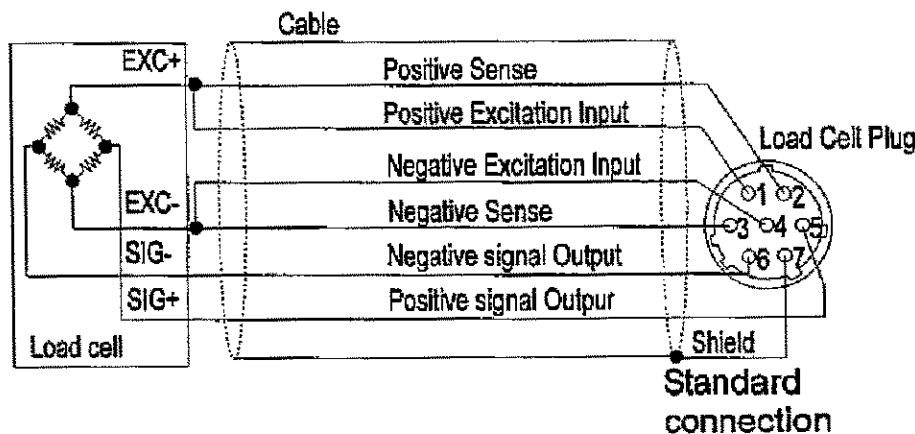 Cable
EXC+
Positive Sense
Positive Excitation Input
Load Cell Plug
Negative Excitation Input
1 2
EXC-
Negative Sense
3 4 5
SIG-
Negative signal Output
6 7
SIG+
Positive signal Outpur
Load cell
Shield
Standard
connection